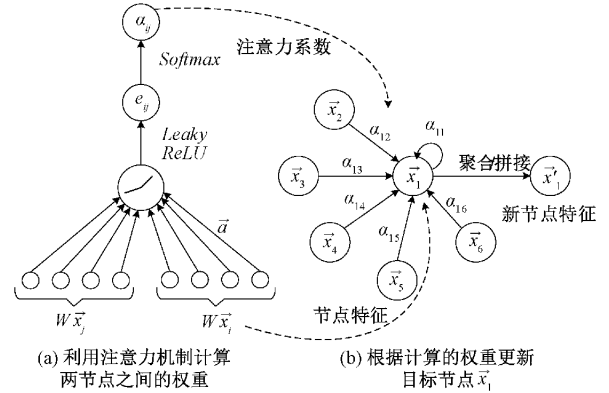 α_ij
注意力系数
Softmax
e_ij
Leaky
ReLU
x⃗_2
α_12
α_11
x⃗_3
α_13
x⃗_1
聚合拼接
x⃗'_1
新节点特征
α_14
α_16
x⃗_4
α_15
x⃗_6
x⃗_5
a⃗
Wx⃗_j
Wx⃗_i
节点特征
(a) 利用注意力机制计算
两节点之间的权重
(b) 根据计算的权重更新
目标节点 x⃗_1